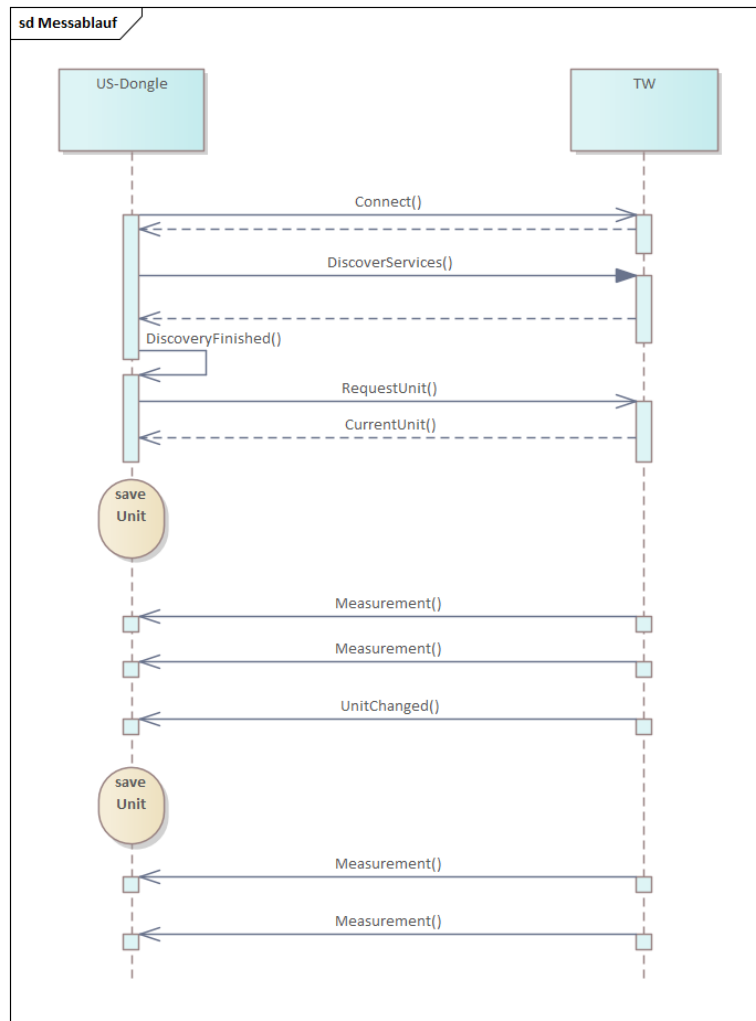 sd Messablauf
US-Dongle
TW
Connect()
DiscoverServices()
DiscoveryFinished()
RequestUnit()
CurrentUnit()
save
Unit
Measurement()
Measurement()
UnitChanged()
save
Unit
Measurement()
Measurement()